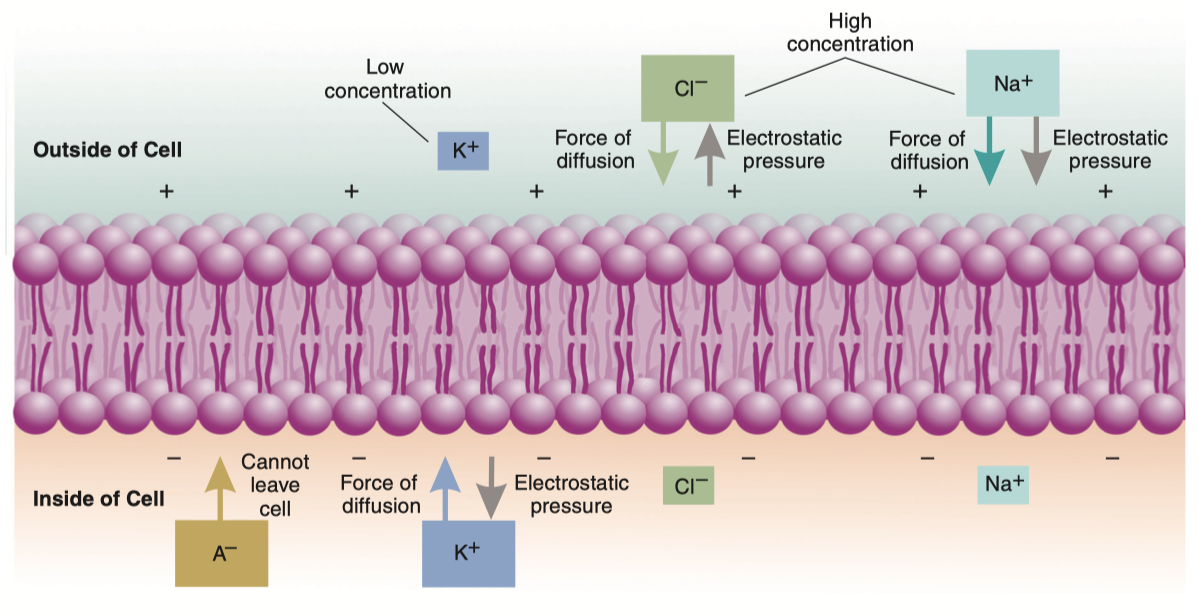 High
concentration
Low
concentration
Cl−
Na+
Outside of Cell
K+
Force of
diffusion
Electrostatic
pressure
Force of
diffusion
Electrostatic
pressure
+ + + + + +
− − − − − −
Inside of Cell
Cannot
leave
cell
A−
Force of
diffusion
Electrostatic
pressure
K+
Cl−
Na+